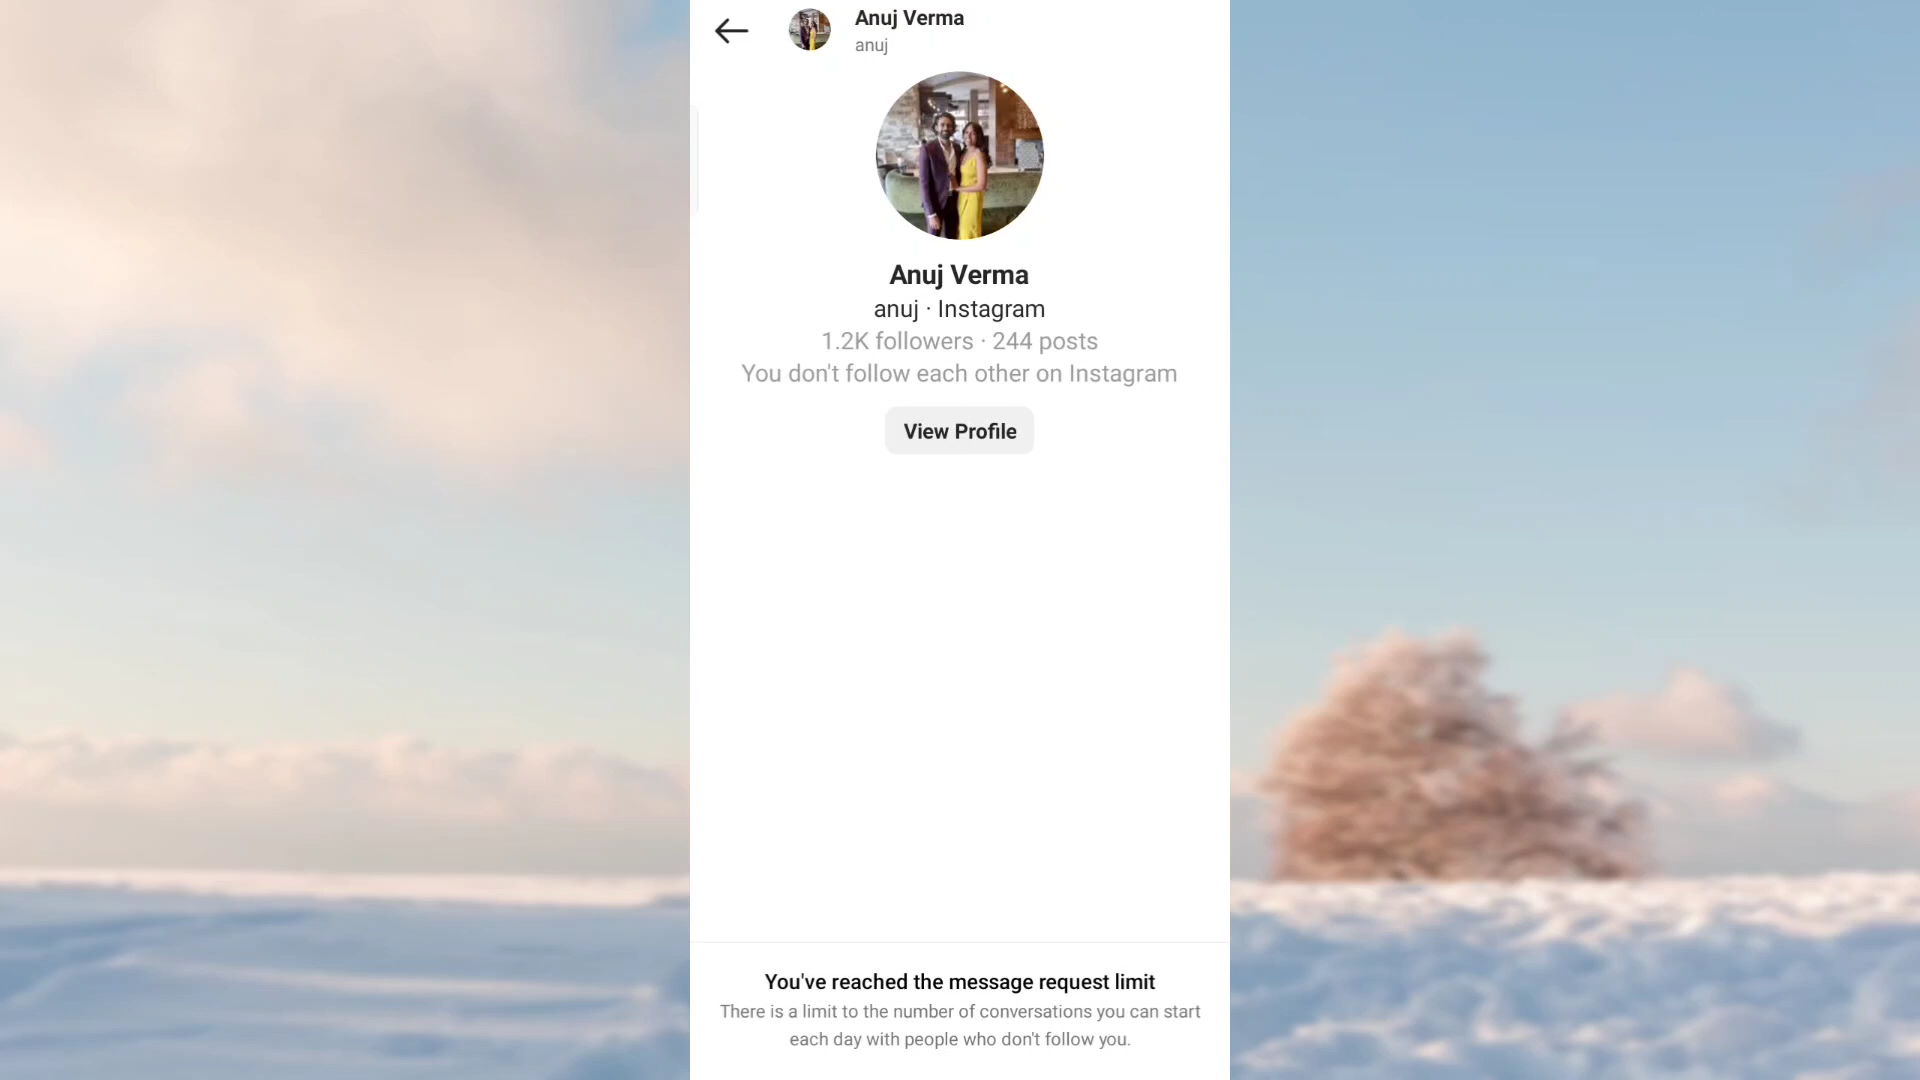 Anuj Verma
anuj
Anuj Verma
anuj · Instagram
1.2K followers · 244 posts
You don't follow each other on Instagram
View Profile
You've reached the message request limit
There is a limit to the number of conversations you can start
each day with people who don't follow you.